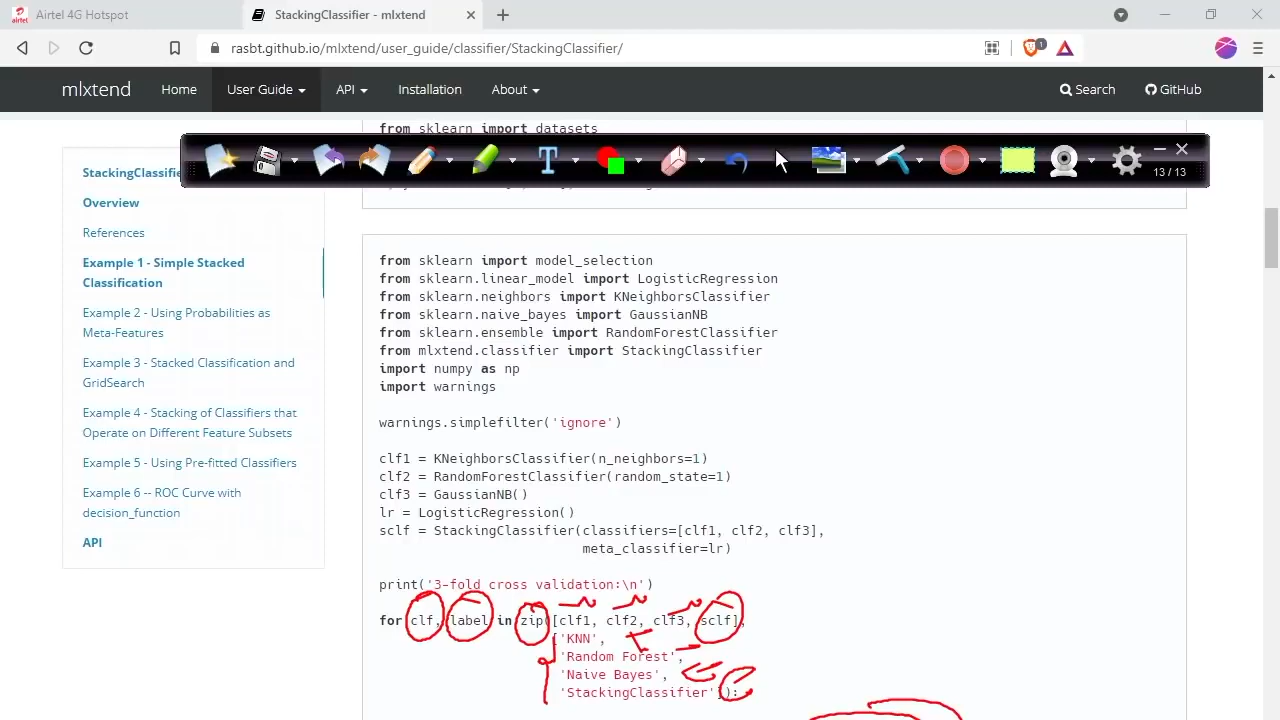 Airtel 4G Hotspot
StackingClassifier - mlxtend
rasbt.github.io/mlxtend/user_guide/classifier/StackingClassifier/
1
mlxtend Home User Guide API Installation About Search GitHub
from sklearn import datasets
13 / 13
StackingClassifie
Overview
References
Example 1 - Simple Stacked
Classification
Example 2 - Using Probabilities as
Meta-Features
Example 3 - Stacked Classification and
GridSearch
Example 4 - Stacking of Classifiers that
Operate on Different Feature Subsets
Example 5 - Using Pre-fitted Classifiers
Example 6 -- ROC Curve with
decision_function
API
from sklearn import model_selection
from sklearn.linear_model import LogisticRegression
from sklearn.neighbors import KNeighborsClassifier
from sklearn.naive_bayes import GaussianNB
from sklearn.ensemble import RandomForestClassifier
from mlxtend.classifier import StackingClassifier
import numpy as np
import warnings
warnings.simplefilter('ignore')
clf1 = KNeighborsClassifier(n_neighbors=1)
clf2 = RandomForestClassifier(random_state=1)
clf3 = GaussianNB()
lr = LogisticRegression()
sclf = StackingClassifier(classifiers=[clf1, clf2, clf3],
meta_classifier=lr)
print('3-fold cross validation:\n')
for clf, label in zip([clf1, clf2, clf3, sclf],
['KNN',
'Random Forest',
'Naive Bayes',
'StackingClassifier']):